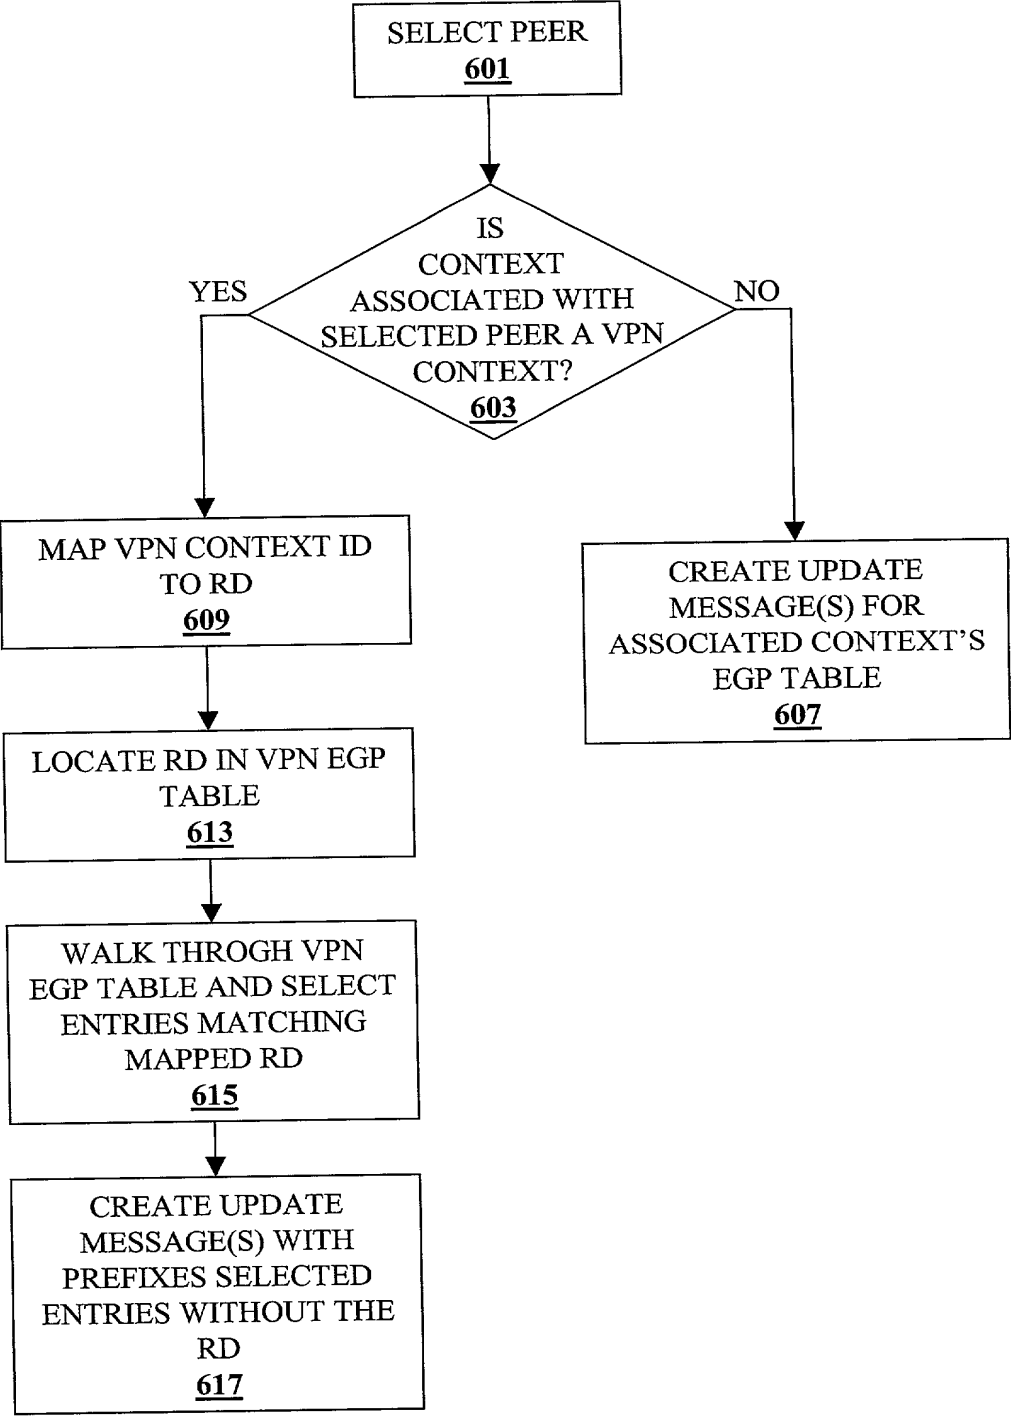 SELECT PEER
601
IS
CONTEXT
ASSOCIATED WITH
SELECTED PEER A VPN
CONTEXT?
603
YES
NO
MAP VPN CONTEXT ID
TO RD
609
CREATE UPDATE
MESSAGE(S) FOR
ASSOCIATED CONTEXT'S
EGP TABLE
607
LOCATE RD IN VPN EGP
TABLE
613
WALK THROGH VPN
EGP TABLE AND SELECT
ENTRIES MATCHING
MAPPED RD
615
CREATE UPDATE
MESSAGE(S) WITH
PREFIXES SELECTED
ENTRIES WITHOUT THE
RD
617